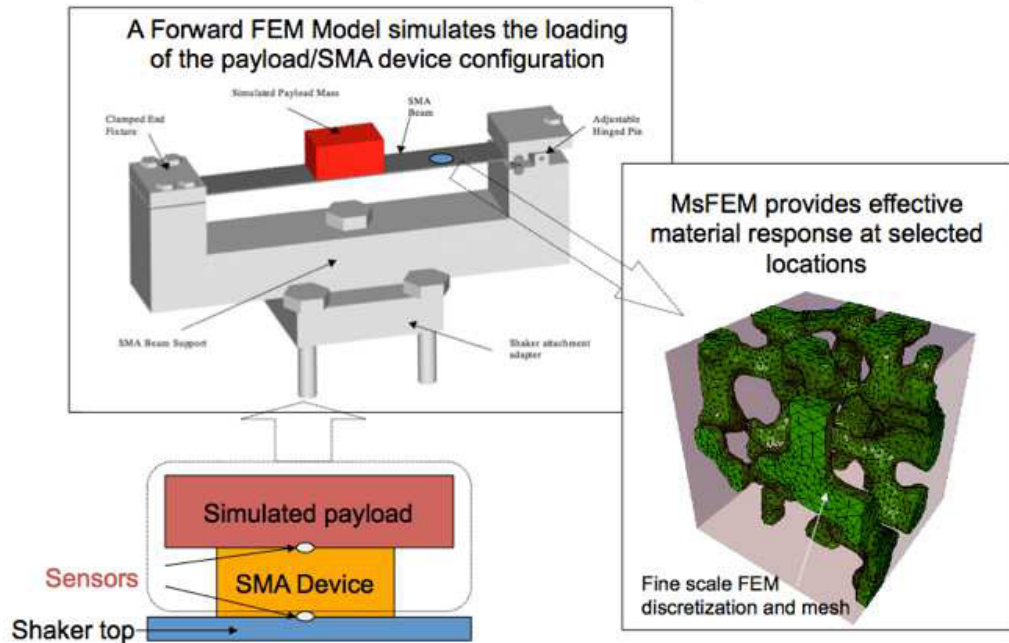 A Forward FEM Model simulates the loading
of the payload/SMA device configuration
Simulated Payload Mass
SMA
Beam
Clamped End
Fixture
Adjustable
Hinged Pin
SMA Beam Support
Shaker attachment
adapter
MsFEM provides effective
material response at selected
locations
Fine scale FEM
discretization and mesh
Simulated payload
Sensors
SMA Device
Shaker top